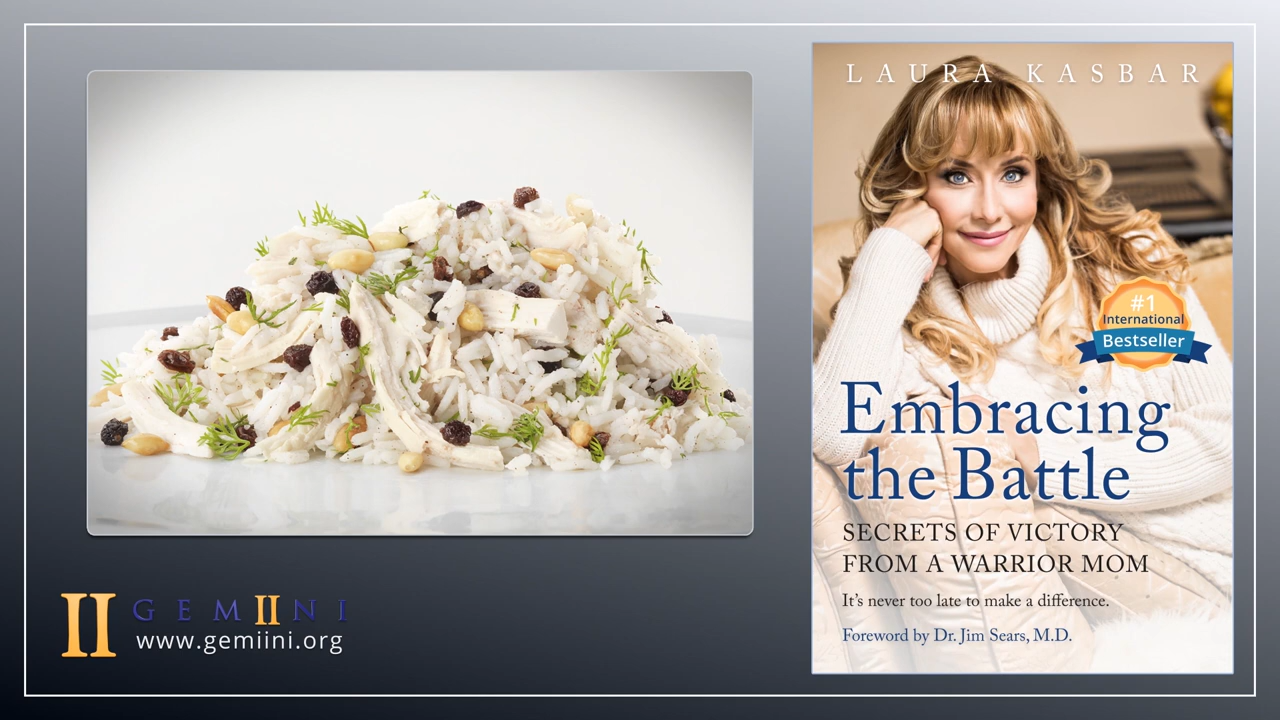 II GEMIINI
www.gemiini.org
LAURA KASBAR
#1
International
Bestseller
Embracing
the Battle
SECRETS OF VICTORY
FROM A WARRIOR MOM
It's never too late to make a difference.
Foreword by Dr. Jim Sears, M.D.